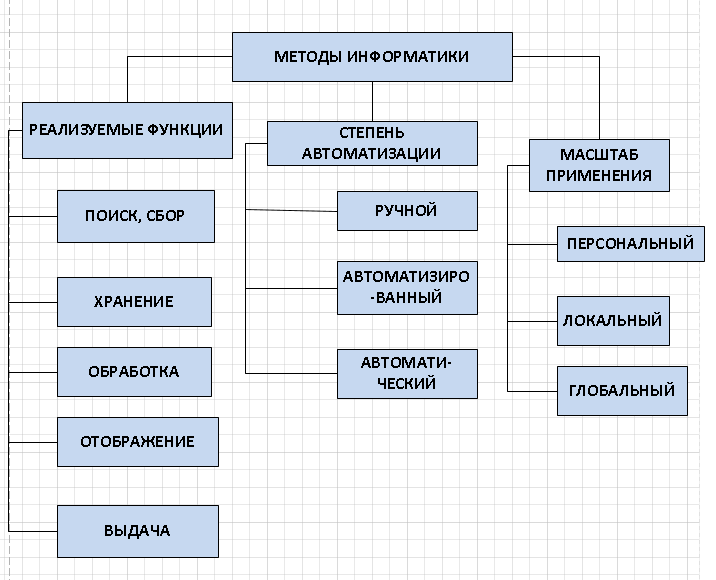 МЕТОДЫ ИНФОРМАТИКИ
РЕАЛИЗУЕМЫЕ ФУНКЦИИ
ПОИСК, СБОР
ХРАНЕНИЕ
ОБРАБОТКА
ОТОБРАЖЕНИЕ
ВЫДАЧА
СТЕПЕНЬ
АВТОМАТИЗАЦИИ
РУЧНОЙ
АВТОМАТИЗИРО
-ВАННЫЙ
АВТОМАТИ-
ЧЕСКИЙ
МАСШТАБ
ПРИМЕНЕНИЯ
ПЕРСОНАЛЬНЫЙ
ЛОКАЛЬНЫЙ
ГЛОБАЛЬНЫЙ